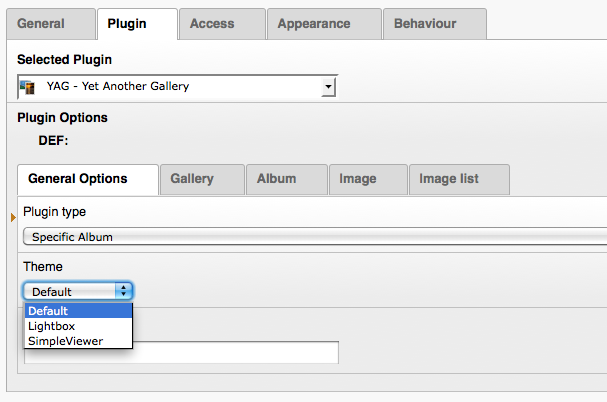 General Plugin Access Appearance Behaviour
Selected Plugin
YAG - Yet Another Gallery
Plugin Options
DEF:
General Options Gallery Album Image Image list
Plugin type
Specific Album
Theme
Default
Default
Lightbox
SimpleViewer